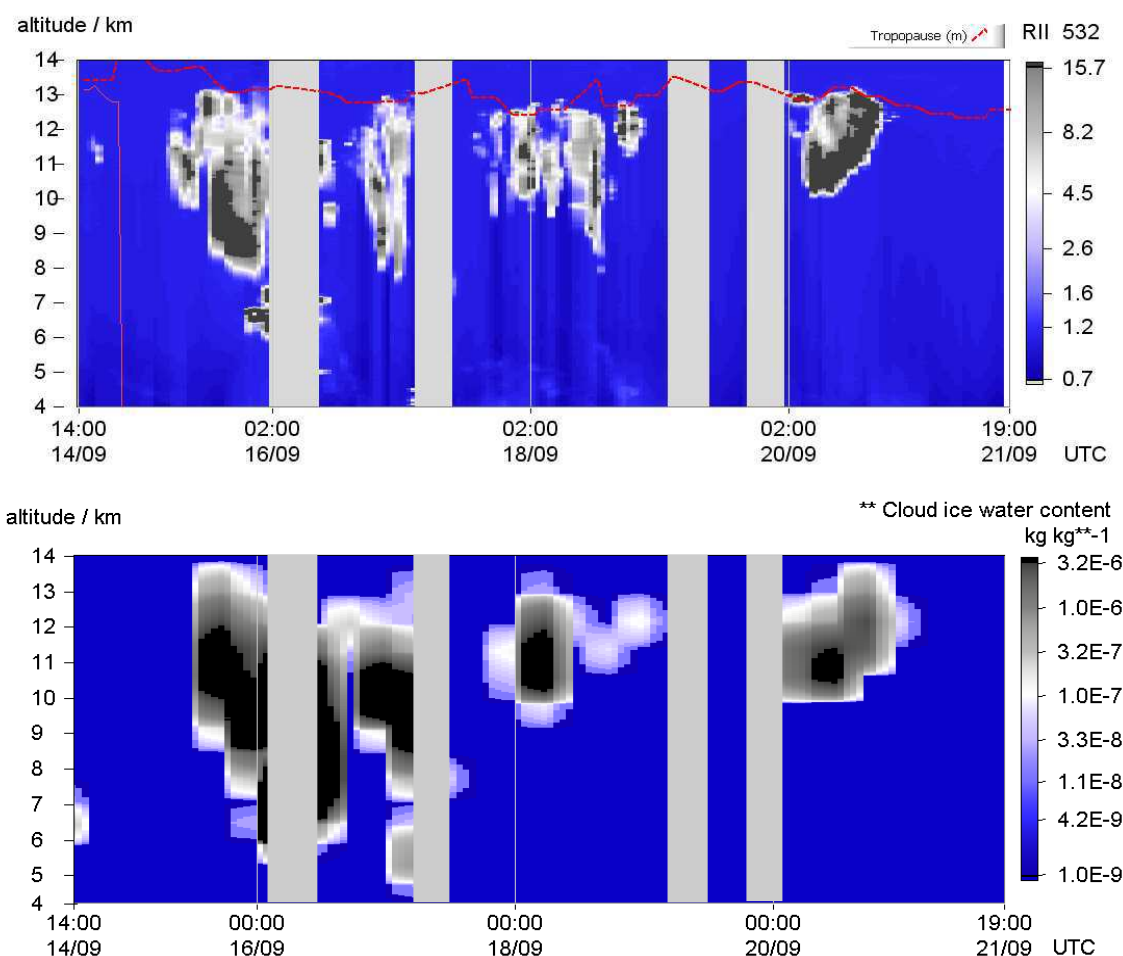 altitude / km
Tropopause (m)
RII 532
14
13
12
11
10
9
8
7
6
5
4
15.7
8.2
4.5
2.6
1.6
1.2
0.7
14:00 02:00 02:00 02:00 19:00
14/09 16/09 18/09 20/09 21/09 UTC
** Cloud ice water content
altitude / km
kg kg**-1
14
13
12
11
10
9
8
7
6
5
4
3.2E-6
1.0E-6
3.2E-7
1.0E-7
3.3E-8
1.1E-8
4.2E-9
1.0E-9
14:00 00:00 00:00 00:00 19:00
14/09 16/09 18/09 20/09 21/09 UTC